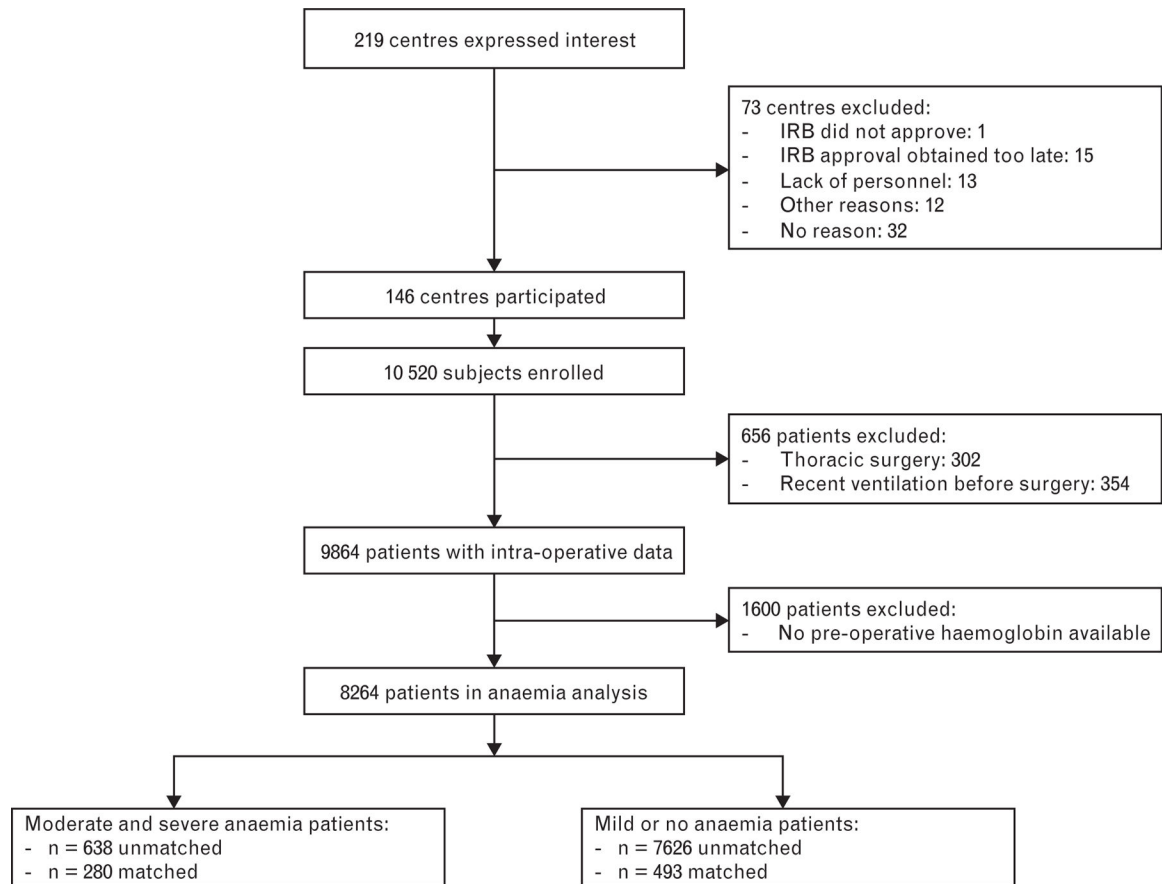 219 centres expressed interest
73 centres excluded:
- IRB did not approve: 1
- IRB approval obtained too late: 15
- Lack of personnel: 13
- Other reasons: 12
- No reason: 32
146 centres participated
10 520 subjects enrolled
656 patients excluded:
- Thoracic surgery: 302
- Recent ventilation before surgery: 354
9864 patients with intra-operative data
1600 patients excluded:
- No pre-operative haemoglobin available
8264 patients in anaemia analysis
Moderate and severe anaemia patients:
- n = 638 unmatched
- n = 280 matched
Mild or no anaemia patients:
- n = 7626 unmatched
- n = 493 matched